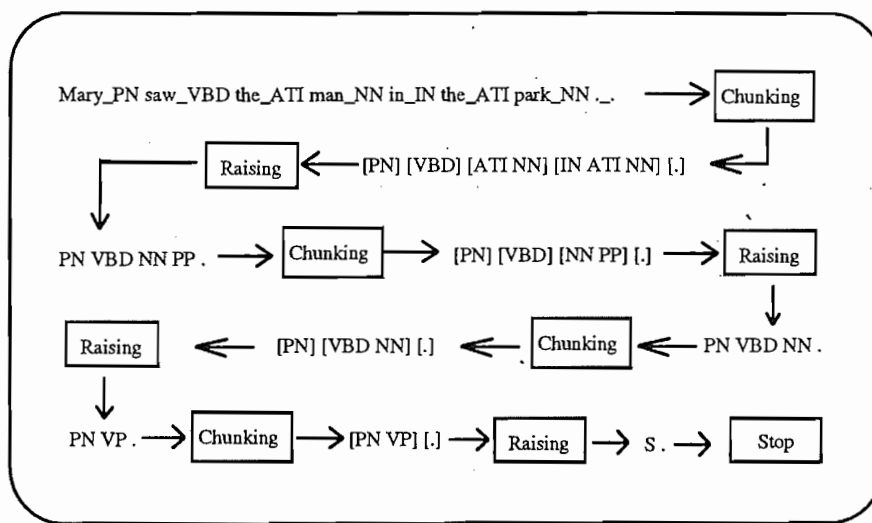 Mary_PN saw_VBD the_ATI man_NN in_IN the_ATI park_NN ._. Chunking
Raising [PN] [VBD] [ATI NN] [IN ATI NN] [.]
PN VBD NN PP . Chunking [PN] [VBD] [NN PP] [.] Raising
Raising [PN] [VBD NN] [.] Chunking PN VBD NN .
PN VP . Chunking [PN VP] [.] Raising S . Stop